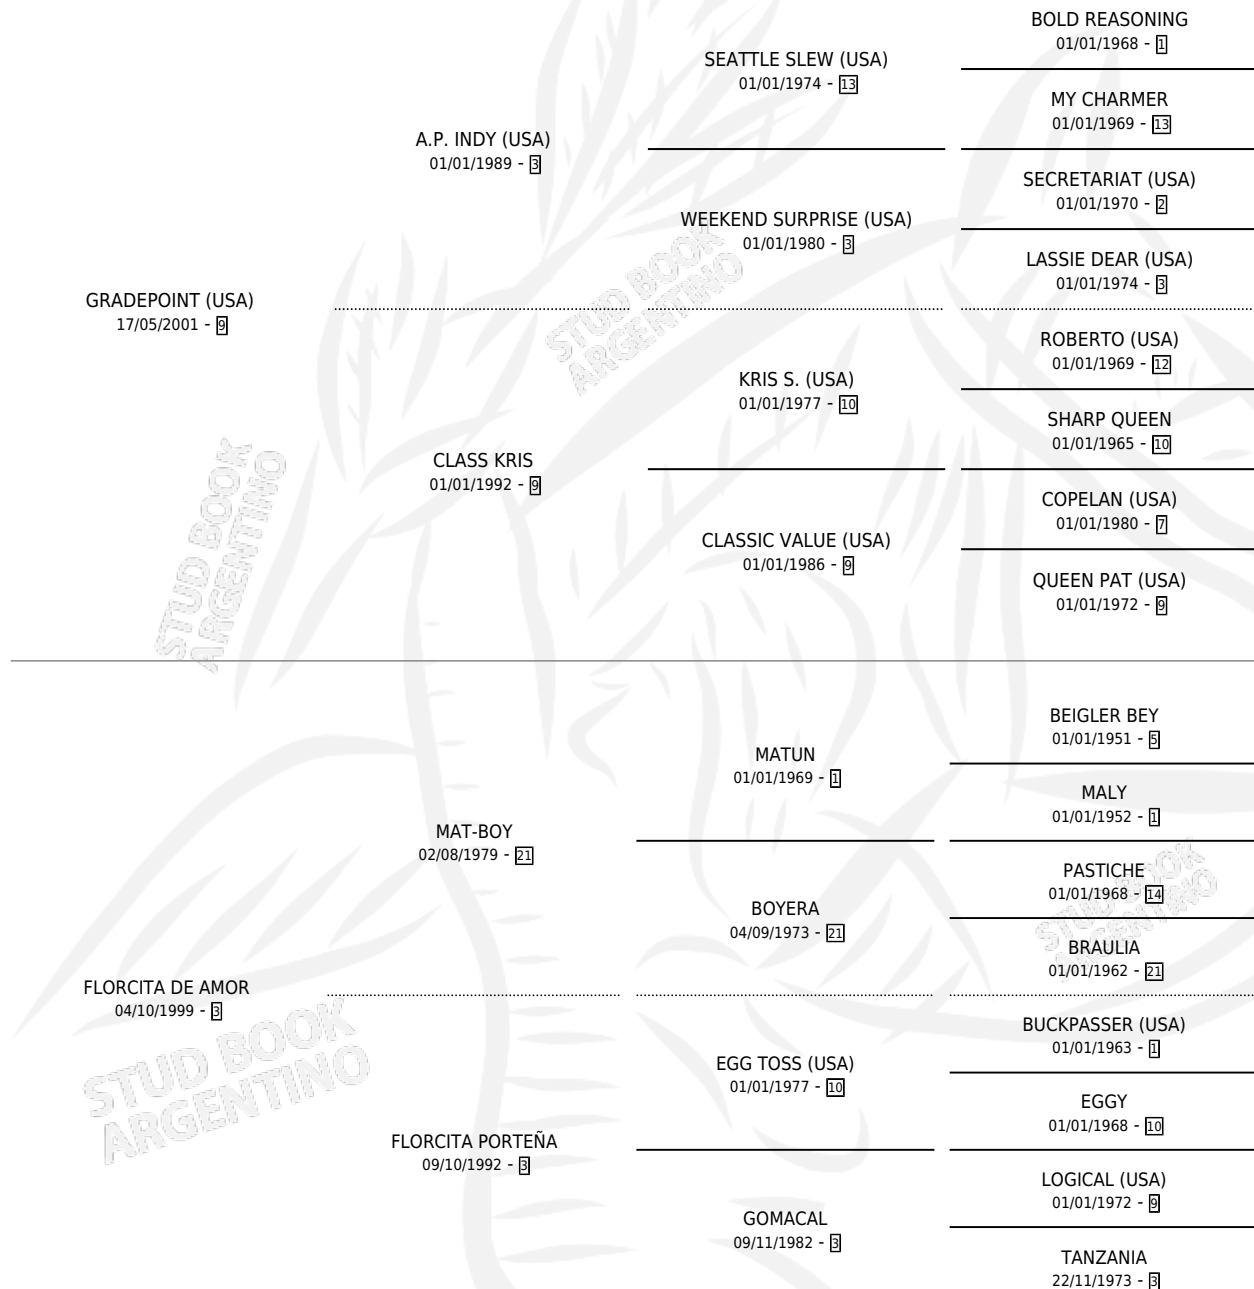 BOLD REASONING
01/01/1968 - 1
SEATTLE SLEW (USA)
01/01/1974 - 13
MY CHARMER
01/01/1969 - 13
A.P. INDY (USA)
01/01/1989 - 3
SECRETARIAT (USA)
01/01/1970 - 2
WEEKEND SURPRISE (USA)
01/01/1980 - 3
LASSIE DEAR (USA)
01/01/1974 - 3
GRADEPOINT (USA)
17/05/2001 - 9
ROBERTO (USA)
01/01/1969 - 12
KRIS S. (USA)
01/01/1977 - 10
SHARP QUEEN
01/01/1965 - 10
CLASS KRIS
01/01/1992 - 9
COPELAN (USA)
01/01/1980 - 7
CLASSIC VALUE (USA)
01/01/1986 - 9
QUEEN PAT (USA)
01/01/1972 - 9
BEIGLER BEY
01/01/1951 - 5
MATUN
01/01/1969 - 1
MALY
01/01/1952 - 1
MAT-BOY
02/08/1979 - 21
PASTICHE
01/01/1968 - 14
BOYERA
04/09/1973 - 21
BRAULIA
01/01/1962 - 21
FLORCITA DE AMOR
04/10/1999 - 3
BUCKPASSER (USA)
01/01/1963 - 1
EGG TOSS (USA)
01/01/1977 - 10
EGGY
01/01/1968 - 10
FLORCITA PORTEÑA
09/10/1992 - 3
LOGICAL (USA)
01/01/1972 - 9
GOMACAL
09/11/1982 - 3
TANZANIA
22/11/1973 - 3
STUD BOOK
ARGENTINO
STUD BOOK
ARGENTINO
STUD BOOK
ARGENTINO
STUD BOOK
ARGENTINO